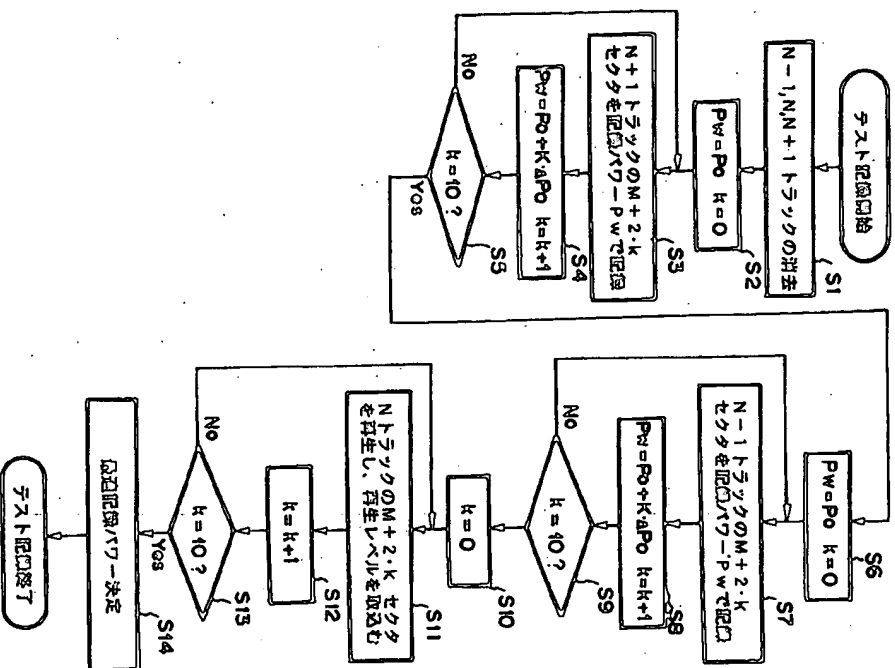 テスト記録開始
N-1,N,N+1トラックの消去
S1
Pw=Po k=0
S2
N+1トラックのM+2·k
セクタを記録パワーPwで記録
S3
Pw=Po+K·ΔPo k=k+1
S4
k=10?
S5
No
Yes
Pw=Po k=0
S6
N-1トラックのM+2·k
セクタを記録パワーPwで記録
S7
Pw=Po+K·ΔPo k=k+1
S8
k=10?
S9
No
k=0
S10
NトラックのM+2·k セクタ
を再生し、再生レベルを取込む
S11
k=k+1
S12
k=10?
S13
No
Yes
最適記録パワー決定
S14
テスト記録終了